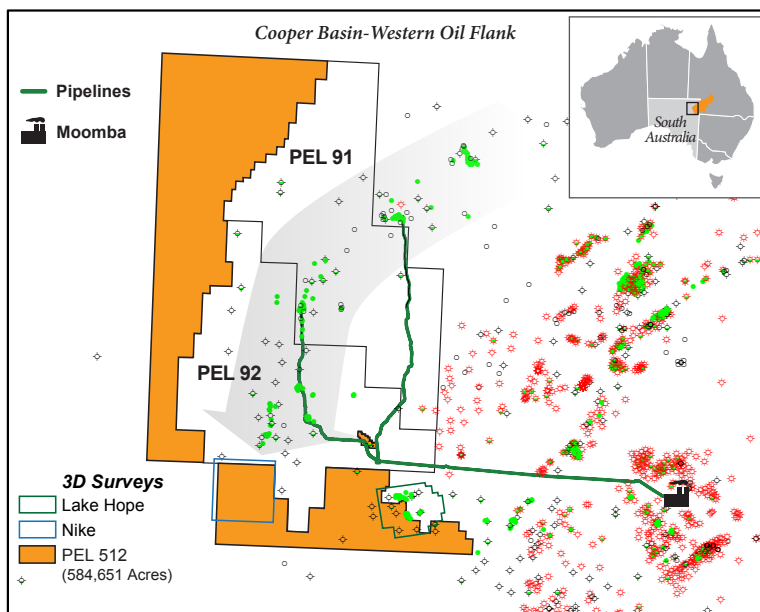 Cooper Basin-Western Oil Flank
Pipelines
Moomba
PEL 91
South
Australia
PEL 92
3D Surveys
Lake Hope
Nike
PEL 512
(584,651 Acres)